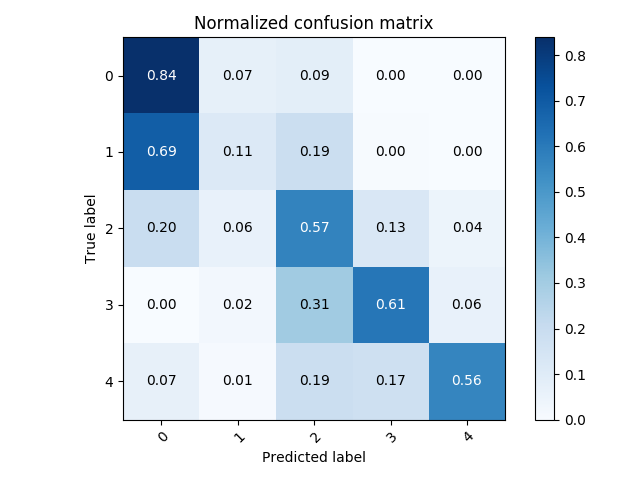 Normalized confusion matrix
True label
0 0.84 0.07 0.09 0.00 0.00
1 0.69 0.11 0.19 0.00 0.00
2 0.20 0.06 0.57 0.13 0.04
3 0.00 0.02 0.31 0.61 0.06
4 0.07 0.01 0.19 0.17 0.56
0 1 2 3 4
Predicted label
0.8
0.7
0.6
0.5
0.4
0.3
0.2
0.1
0.0